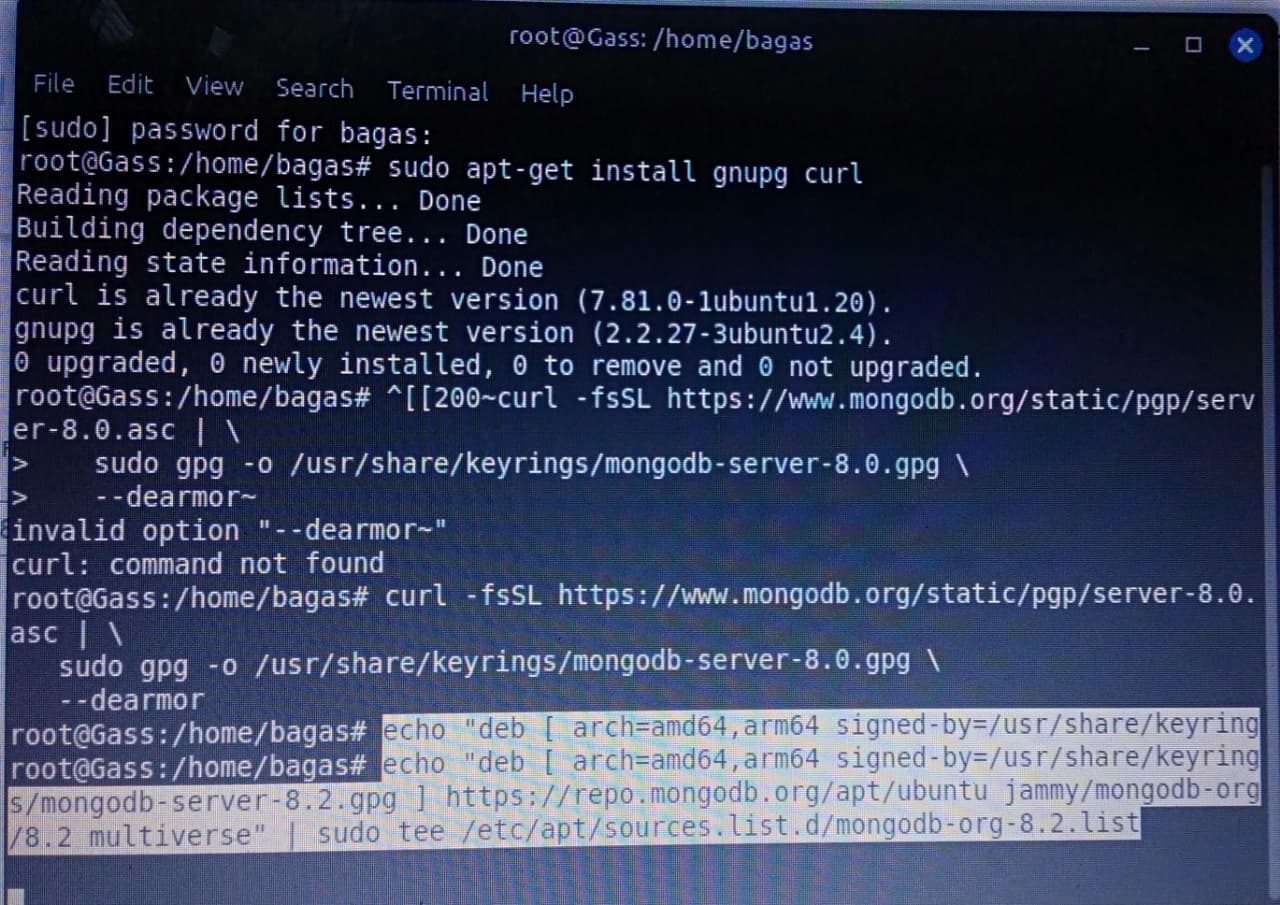 root@Gass: /home/bagas
File Edit View Search Terminal Help
[sudo] password for bagas:
root@Gass:/home/bagas# sudo apt-get install gnupg curl
Reading package lists... Done
Building dependency tree... Done
Reading state information... Done
curl is already the newest version (7.81.0-1ubuntu1.20).
gnupg is already the newest version (2.2.27-3ubuntu2.4).
0 upgraded, 0 newly installed, 0 to remove and 0 not upgraded.
root@Gass:/home/bagas# ^[[200~curl -fsSL https://www.mongodb.org/static/pgp/serv
er-8.0.asc | \
>    sudo gpg -o /usr/share/keyrings/mongodb-server-8.0.gpg \
>    --dearmor~
invalid option "--dearmor~"
curl: command not found
root@Gass:/home/bagas# curl -fsSL https://www.mongodb.org/static/pgp/server-8.0.
asc | \
   sudo gpg -o /usr/share/keyrings/mongodb-server-8.0.gpg \
   --dearmor
root@Gass:/home/bagas# echo "deb [ arch=amd64,arm64 signed-by=/usr/share/keyring
root@Gass:/home/bagas# echo "deb [ arch=amd64,arm64 signed-by=/usr/share/keyring
s/mongodb-server-8.2.gpg ] https://repo.mongodb.org/apt/ubuntu jammy/mongodb-org
/8.2 multiverse" | sudo tee /etc/apt/sources.list.d/mongodb-org-8.2.list